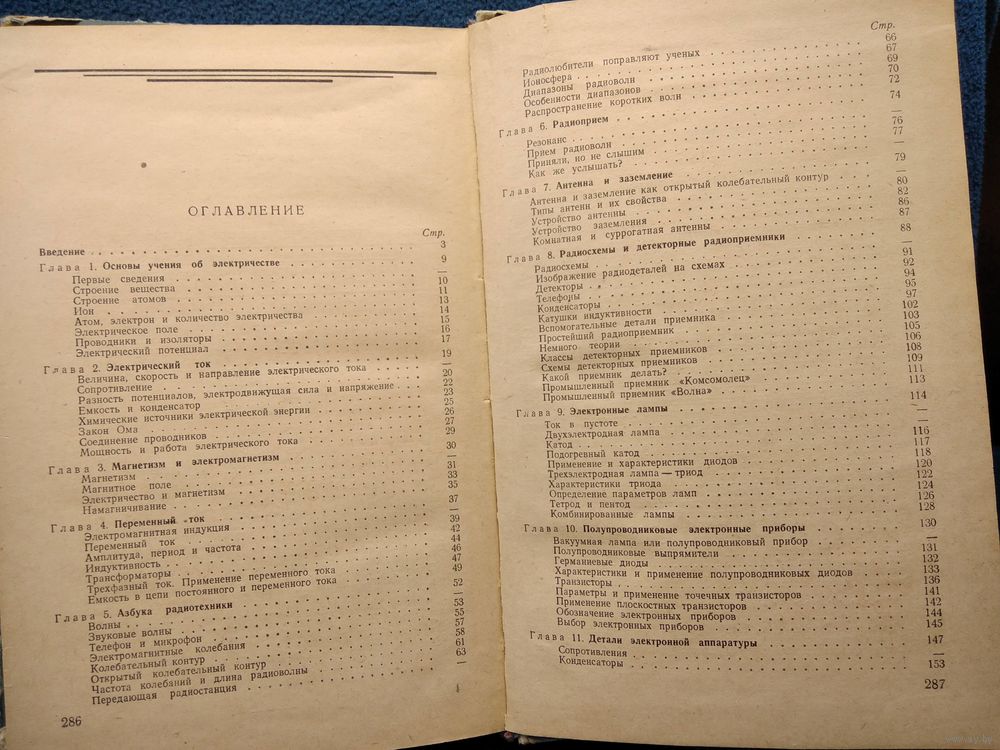 ОГЛАВЛЕНИЕ
Стр.
Введение 3
Глава 1. Основы учения об электричестве 9
Первые сведения —
Строение вещества 10
Строение атомов 11
Ион 13
Атом, электрон и количество электричества 14
Электрическое поле 15
Проводники и изоляторы 16
Электрический потенциал 17
Глава 2. Электрический ток 19
Величина, скорость и направление электрического тока —
Сопротивление 20
Разность потенциалов, электродвижущая сила и напряжение 22
Емкость и конденсатор 23
Химические источники электрической энергии 25
Закон Ома 26
Соединение проводников 27
Мощность и работа электрического тока 29
Глава 3. Магнетизм и электромагнетизм 30
Магнетизм —
Магнитное поле 31
Электричество и магнетизм 33
Намагничивание 35
Глава 4. Переменный ток 37
Электромагнитная индукция —
Переменный ток 39
Амплитуда, период и частота 42
Индуктивность 44
Трансформаторы 46
Трехфазный ток. Применение переменного тока 47
Емкость в цепи постоянного и переменного тока 49
Глава 5. Азбука радиотехники 52
Волны —
Звуковые волны 53
Телефон и микрофон 55
Электромагнитные колебания 57
Колебательный контур 58
Открытый колебательный контур 61
Частота колебаний и длина радиоволны 63
Передающая радиостанция —
286
Стр.
Радиолюбители поправляют ученых 66
Ионосфера 67
Диапазоны радиоволн 69
Особенности диапазонов 70
Распространение коротких волн 72
Глава 6. Радиоприем 74
Резонанс —
Прием радиоволн 76
Приняли, но не слышим 77
Как же услышать? —
Глава 7. Антенна и заземление 79
Антенна и заземление как открытый колебательный контур —
Типы антенн и их свойства 80
Устройство антенны 82
Устройство заземления 86
Комнатная и суррогатная антенны 87
Глава 8. Радиосхемы и детекторные радиоприемники 88
Радиосхемы —
Изображение радиодеталей на схемах 91
Детекторы 92
Телефоны 94
Конденсаторы 95
Катушки индуктивности 97
Вспомогательные детали приемника 102
Простейший радиоприемник 103
Немного теории 105
Классы детекторных приемников 106
Схемы детекторных приемников 108
Какой приемник делать? 109
Промышленный приемник «Комсомолец» 111
Промышленный приемник «Волна» 113
Глава 9. Электронные лампы 114
Ток в пустоте —
Двухэлектродная лампа —
Катод 116
Подогревный катод 117
Применение и характеристики диодов 118
Трехэлектродная лампа — триод 120
Характеристики триода 122
Определение параметров ламп 124
Тетрод и пентод 126
Комбинированные лампы 128
Глава 10. Полупроводниковые электронные приборы 130
Вакуумная лампа или полупроводниковый прибор —
Полупроводниковые выпрямители 131
Германиевые диоды 132
Характеристики и применение полупроводниковых диодов 133
Транзисторы 136
Параметры и применение точечных транзисторов 141
Применение плоскостных транзисторов 142
Обозначение электронных приборов 144
Выбор электронных приборов 145
Глава 11. Детали электронной аппаратуры 147
Сопротивления —
Конденсаторы 153
287